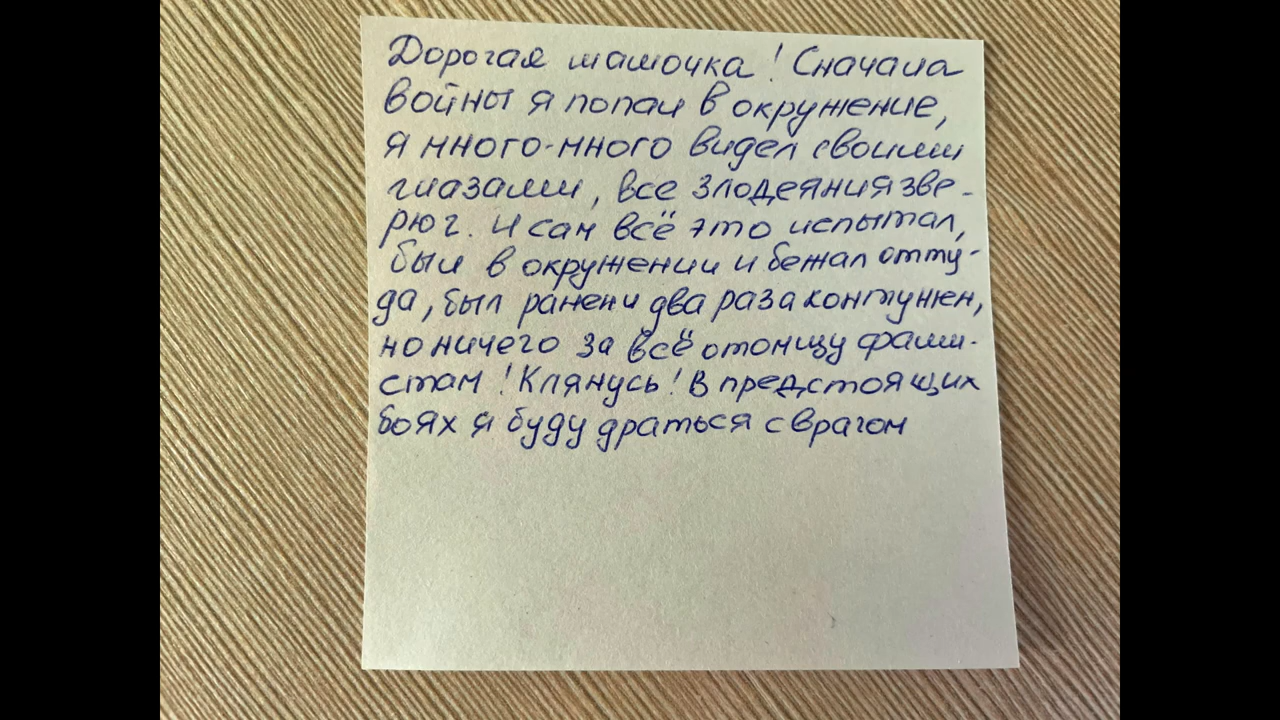 Дорогая мамочка! Сначала
войны я попал в окружение,
я много-много видел своими
глазами, все злодеяния зве-
рюг. И сам всё это испытал,
был в окружении и бежал отту-
да, был ранен и два раза контужен,
но ничего за всё отомщу фаши-
стам! Клянусь! В предстоящих
боях я буду драться с врагом